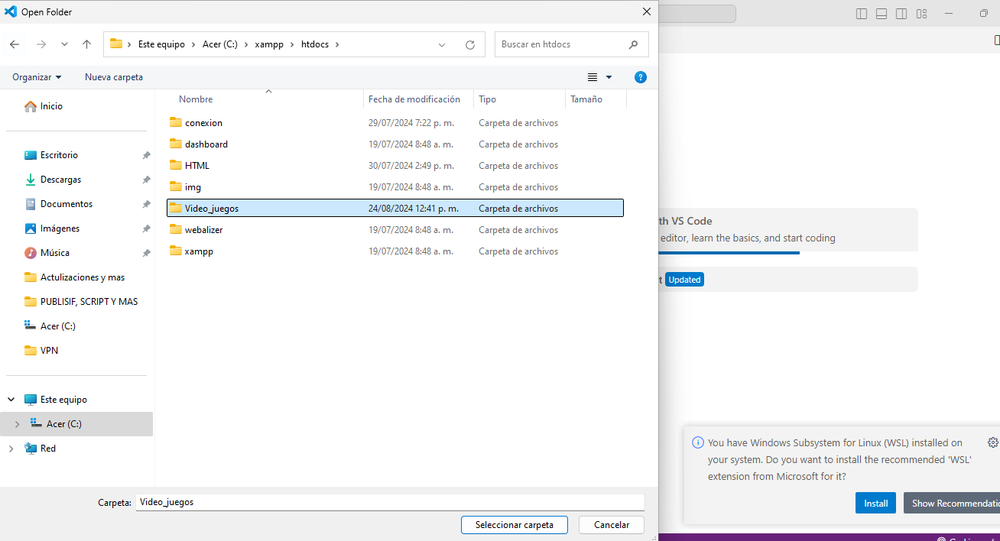 Open Folder
Este equipo > Acer (C:) > xampp > htdocs >
Buscar en htdocs
Organizar
Nueva carpeta
Nombre
Fecha de modificación
Tipo
Tamaño
Inicio
Escritorio
Descargas
Documentos
Imágenes
Música
Actulizaciones y mas
PUBLISIF, SCRIPT Y MAS
Acer (C:)
VPN
Este equipo
Acer (C:)
Red
conexion 29/07/2024 7:22 p. m. Carpeta de archivos
dashboard 19/07/2024 8:48 a. m. Carpeta de archivos
HTML 30/07/2024 2:49 p. m. Carpeta de archivos
img 19/07/2024 8:48 a. m. Carpeta de archivos
Video_juegos 24/08/2024 12:41 p. m. Carpeta de archivos
webalizer 19/07/2024 8:48 a. m. Carpeta de archivos
xampp 19/07/2024 8:48 a. m. Carpeta de archivos
Carpeta: Video_juegos
Seleccionar carpeta
Cancelar
th VS Code
editor, learn the basics, and start coding
t Updated
You have Windows Subsystem for Linux (WSL) installed on
your system. Do you want to install the recommended 'WSL'
extension from Microsoft for it?
Install
Show Recommendatio